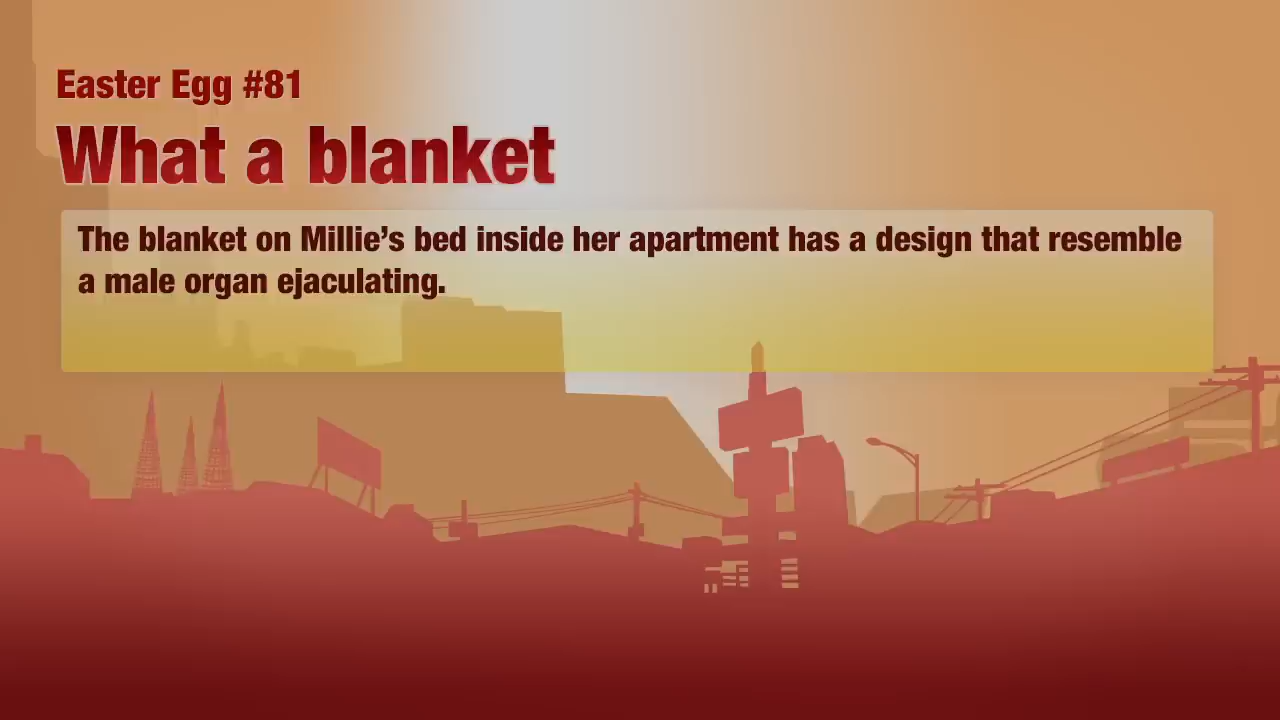 Easter Egg #81
What a blanket
The blanket on Millie’s bed inside her apartment has a design that resemble
a male organ ejaculating.